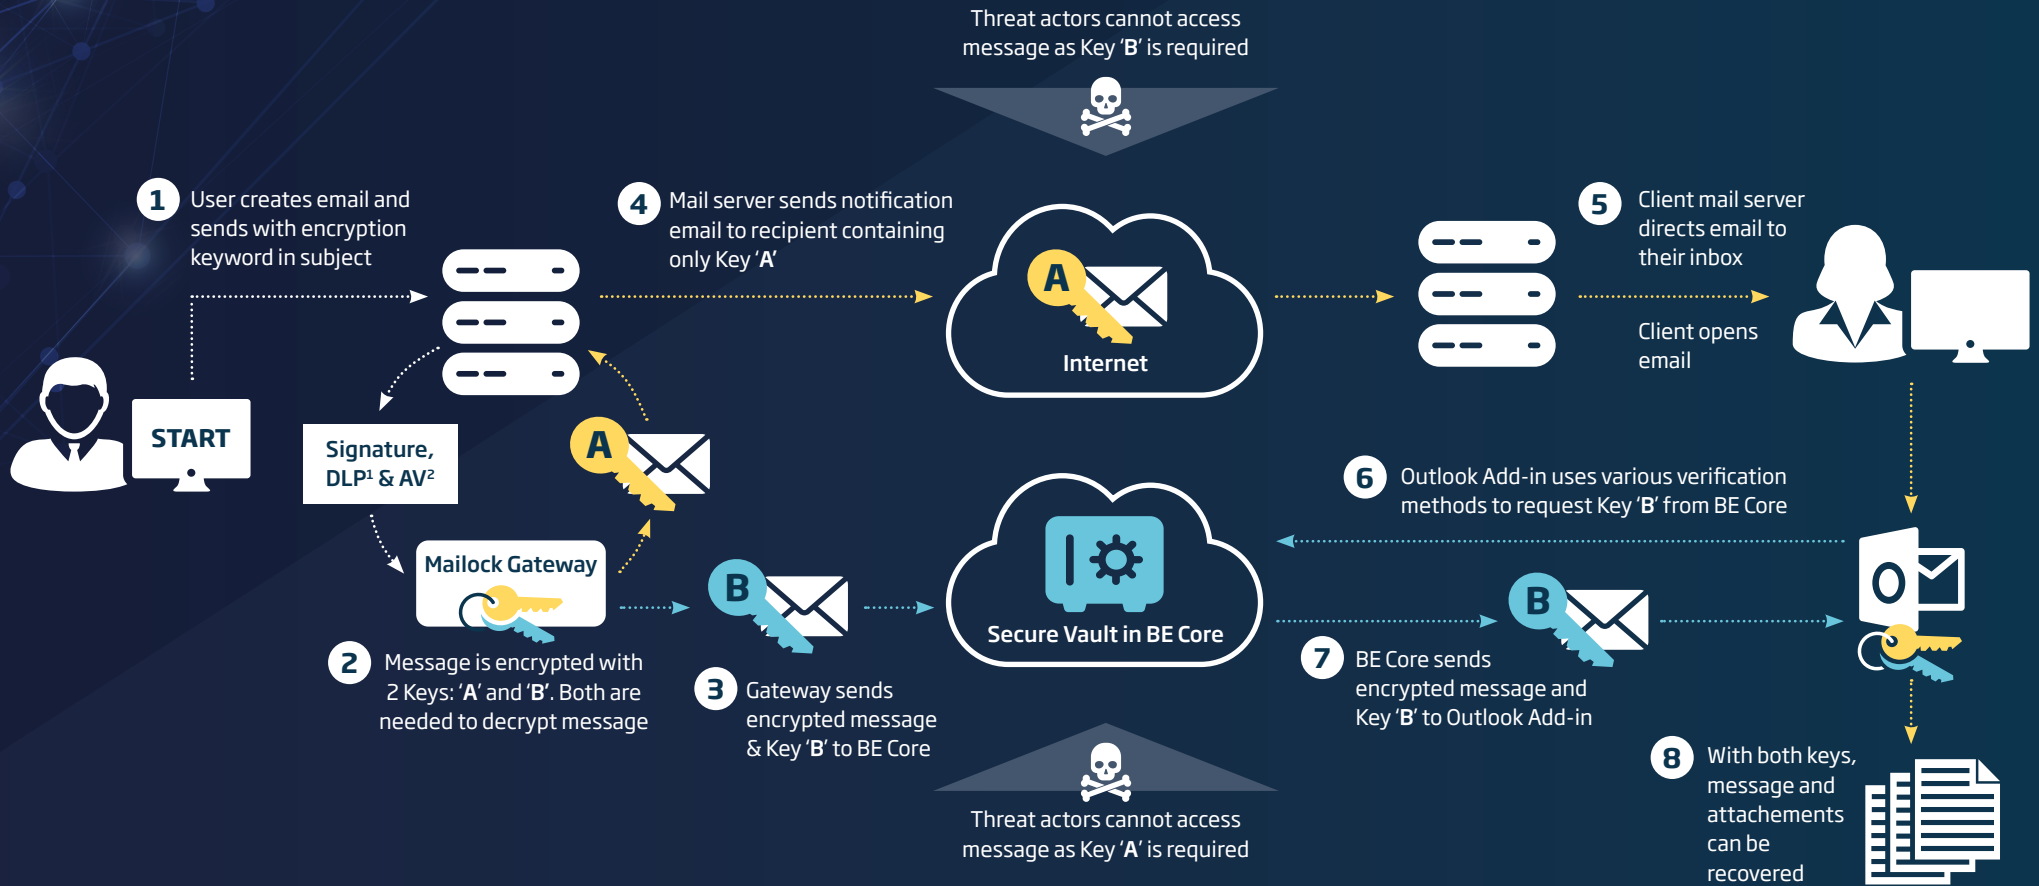 Threat actors cannot access
message as Key ‘B’ is required
1
User creates email and
sends with encryption
keyword in subject
4
Mail server sends notification
email to recipient containing
only Key ‘A’
5
Client mail server
directs email to
their inbox
Client opens
email
A
Internet
START
Signature,
DLP¹ & AV²
A
Mailock Gateway
2
Message is encrypted with
2 Keys: ‘A’ and ‘B’. Both are
needed to decrypt message
B
3
Gateway sends
encrypted message
& Key ‘B’ to BE Core
Secure Vault in BE Core
6
Outlook Add-in uses various verification
methods to request Key ‘B’ from BE Core
O
B
7
BE Core sends
encrypted message and
Key ‘B’ to Outlook Add-in
8
With both keys,
message and
attachements
can be
recovered
Threat actors cannot access
message as Key ‘A’ is required